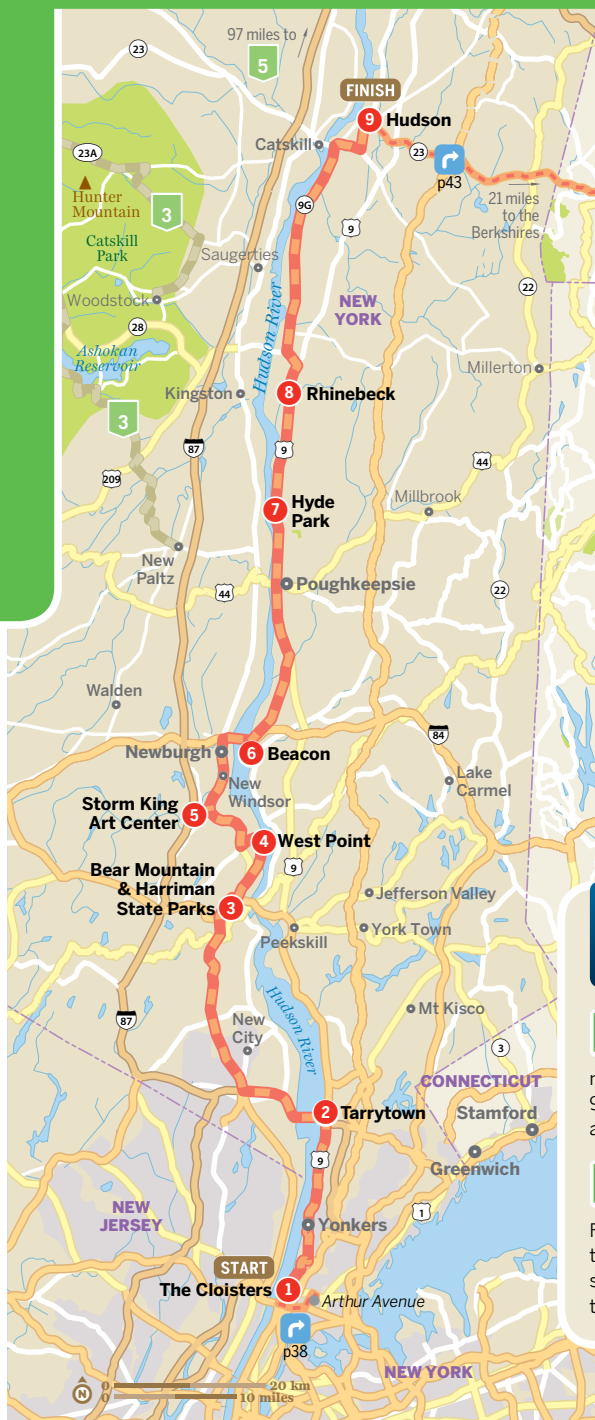 97 miles to
23
5
FINISH
9 Hudson
Catskill
23A
23
p43
Hunter
Mountain
3
9G
9
21 miles
to the
Berkshires
Catskill
Park
Saugerties
22
Woodstock
NEW
YORK
28
Hudson River
Ashokan
Reservoir
Millerton
Kingston
8 Rhinebeck
3
87
9
44
209
Millbrook
7 Hyde
Park
New
Paltz
44
Poughkeepsie
22
Walden
84
Newburgh
6 Beacon
New
Windsor
Lake
Carmel
Storm King
Art Center
5
4 West Point
9
Bear Mountain
& Harriman
State Parks 3
Jefferson Valley
Peekskill
York Town
Hudson River
87
Mt Kisco
New
City
3
CONNECTICUT
2 Tarrytown
Stamford
9
Greenwich
NEW
JERSEY
1
Yonkers
START
The Cloisters 1
Arthur Avenue
p38
NEW YORK
N
0 20 km
0 10 miles